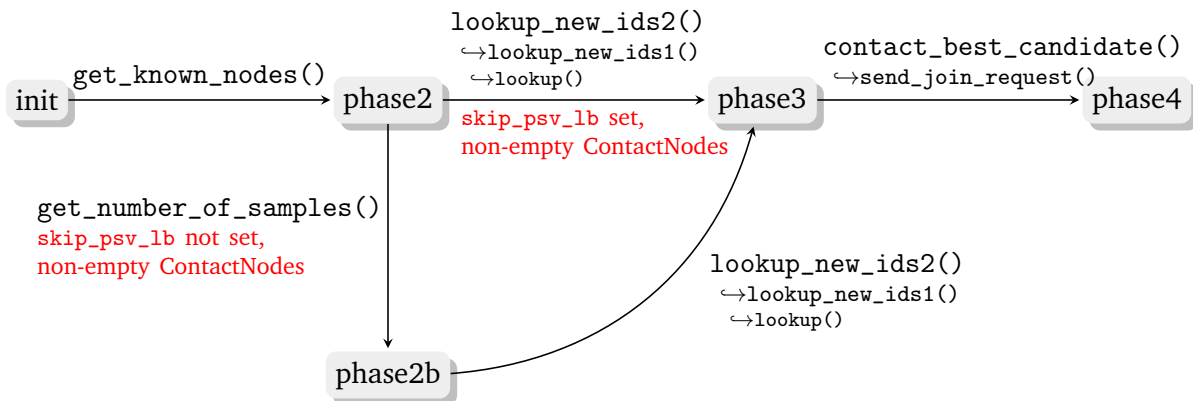 init
get_known_nodes()
phase2
lookup_new_ids2()
↪lookup_new_ids1()
↪lookup()
skip_psv_lb set,
non-empty ContactNodes
phase3
contact_best_candidate()
↪send_join_request()
phase4
get_number_of_samples()
skip_psv_lb not set,
non-empty ContactNodes
lookup_new_ids2()
↪lookup_new_ids1()
↪lookup()
phase2b